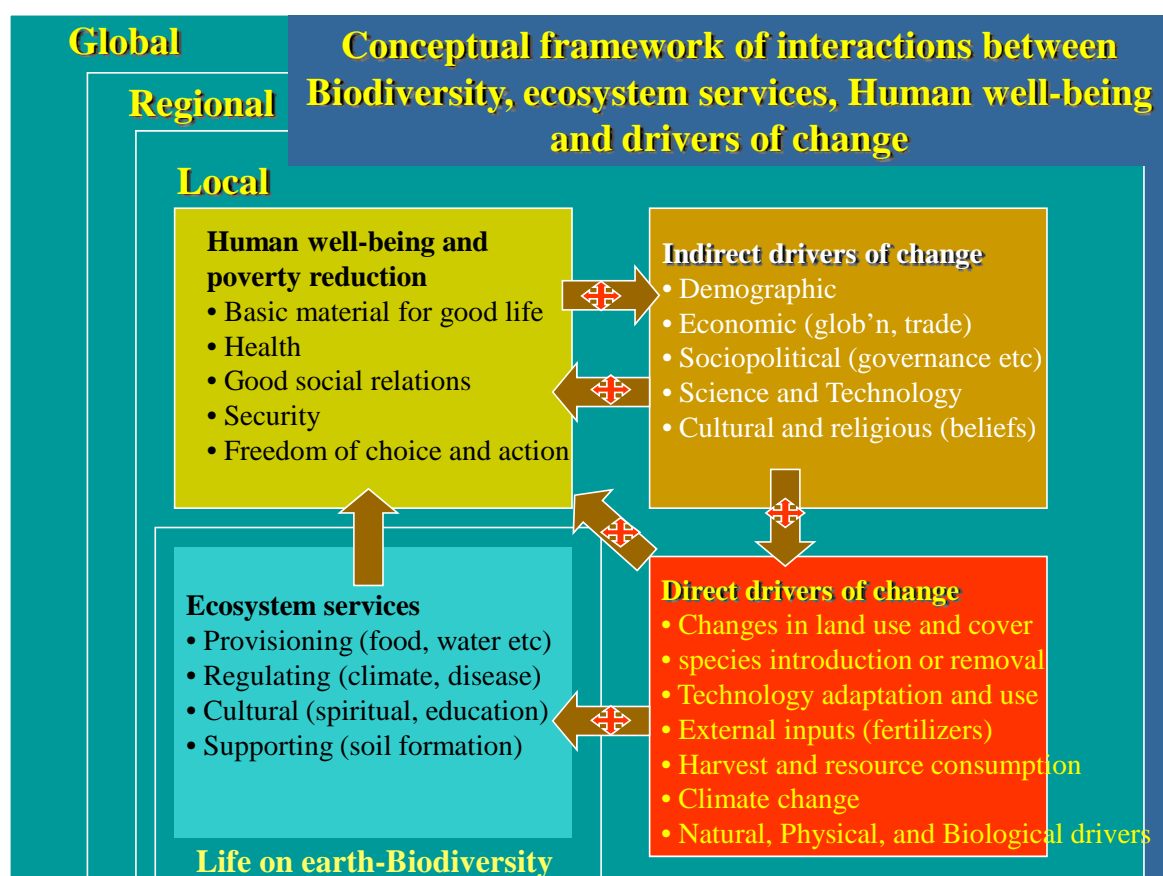 Global
Conceptual framework of interactions between
Biodiversity, ecosystem services, Human well-being
and drivers of change
Regional
Local
Human well-being and
poverty reduction
• Basic material for good life
• Health
• Good social relations
• Security
• Freedom of choice and action
Indirect drivers of change
• Demographic
• Economic (glob’n, trade)
• Sociopolitical (governance etc)
• Science and Technology
• Cultural and religious (beliefs)
Ecosystem services
• Provisioning (food, water etc)
• Regulating (climate, disease)
• Cultural (spiritual, education)
• Supporting (soil formation)
Direct drivers of change
• Changes in land use and cover
• species introduction or removal
• Technology adaptation and use
• External inputs (fertilizers)
• Harvest and resource consumption
• Climate change
• Natural, Physical, and Biological drivers
Life on earth-Biodiversity